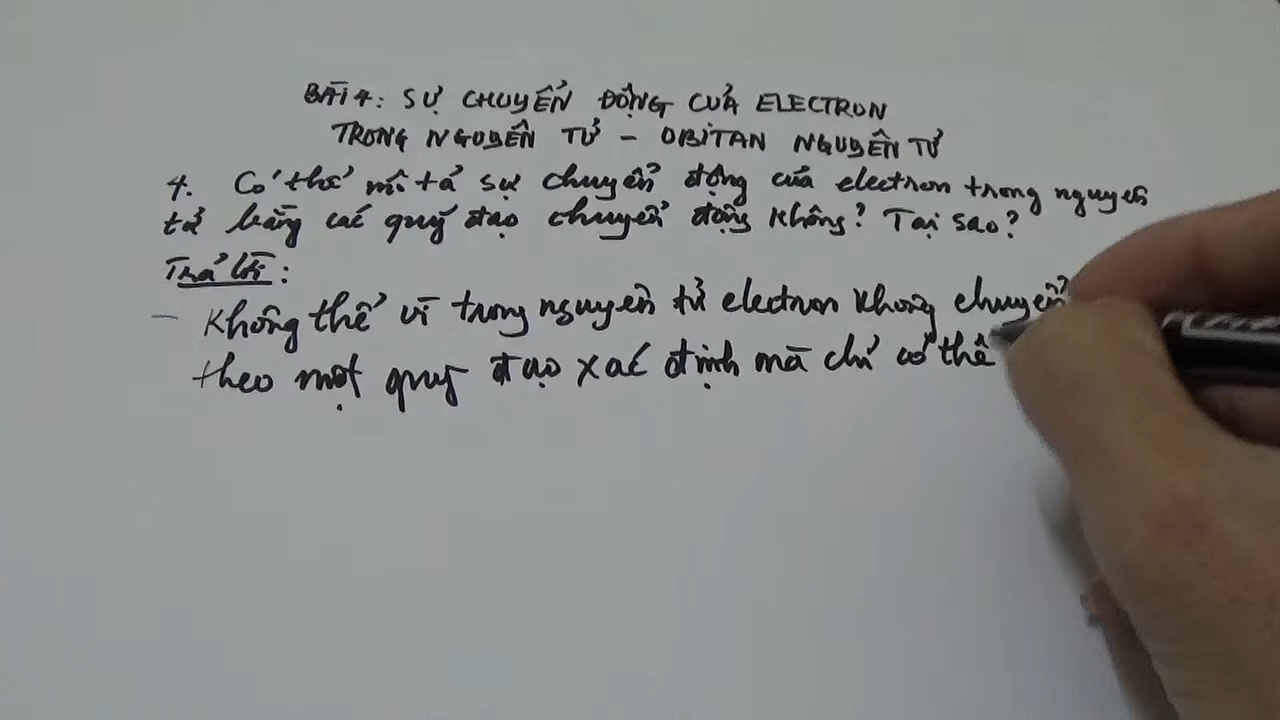 BÀI 4: SỰ CHUYỂN ĐỘNG CỦA ELECTRON
TRONG NGUYÊN TỬ - OBITAN NGUYÊN TỬ
4. Có thể mô tả sự chuyển động của electron trong nguyên
tử bằng các quỹ đạo chuyển động không? Tại sao?
Trả lời:
- Không thể vì trong nguyên tử electron không chuyển
theo một quỹ đạo xác định mà chỉ có thể